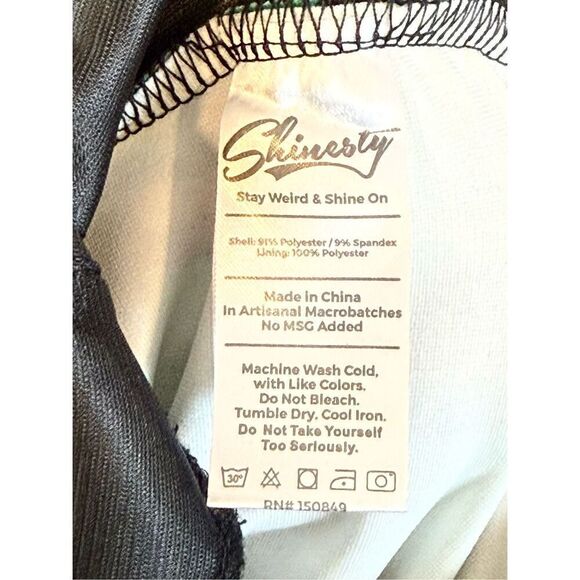 Shinesty
Stay Weird & Shine On
Shell: 91% Polyester / 9% Spandex
Lining: 100% Polyester
Made in China
In Artisanal Macrobatches
No MSG Added
Machine Wash Cold,
with Like Colors.
Do Not Bleach.
Tumble Dry. Cool Iron.
Do Not Take Yourself
Too Seriously.
30°
RN# 150849